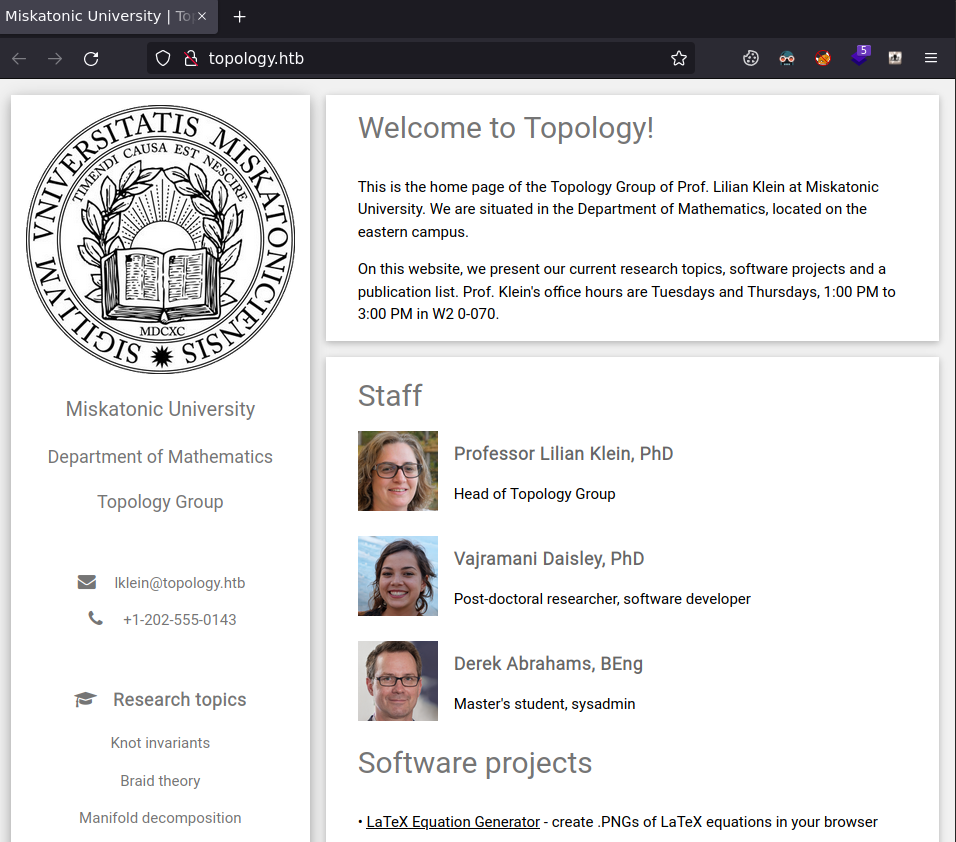 Miskatonic University | To
topology.htb
5
SIGILLVM VNIVERSITATIS MISKATONICIENSIS
TIMENDI CAUSA EST NESCIRE
MDCXC
Miskatonic University
Department of Mathematics
Topology Group
lklein@topology.htb
+1-202-555-0143
Research topics
Knot invariants
Braid theory
Manifold decomposition
Welcome to Topology!
This is the home page of the Topology Group of Prof. Lilian Klein at Miskatonic
University. We are situated in the Department of Mathematics, located on the
eastern campus.
On this website, we present our current research topics, software projects and a
publication list. Prof. Klein's office hours are Tuesdays and Thursdays, 1:00 PM to
3:00 PM in W2 0-070.
Staff
Professor Lilian Klein, PhD
Head of Topology Group
Vajramani Daisley, PhD
Post-doctoral researcher, software developer
Derek Abrahams, BEng
Master's student, sysadmin
Software projects
• LaTeX Equation Generator - create .PNGs of LaTeX equations in your browser